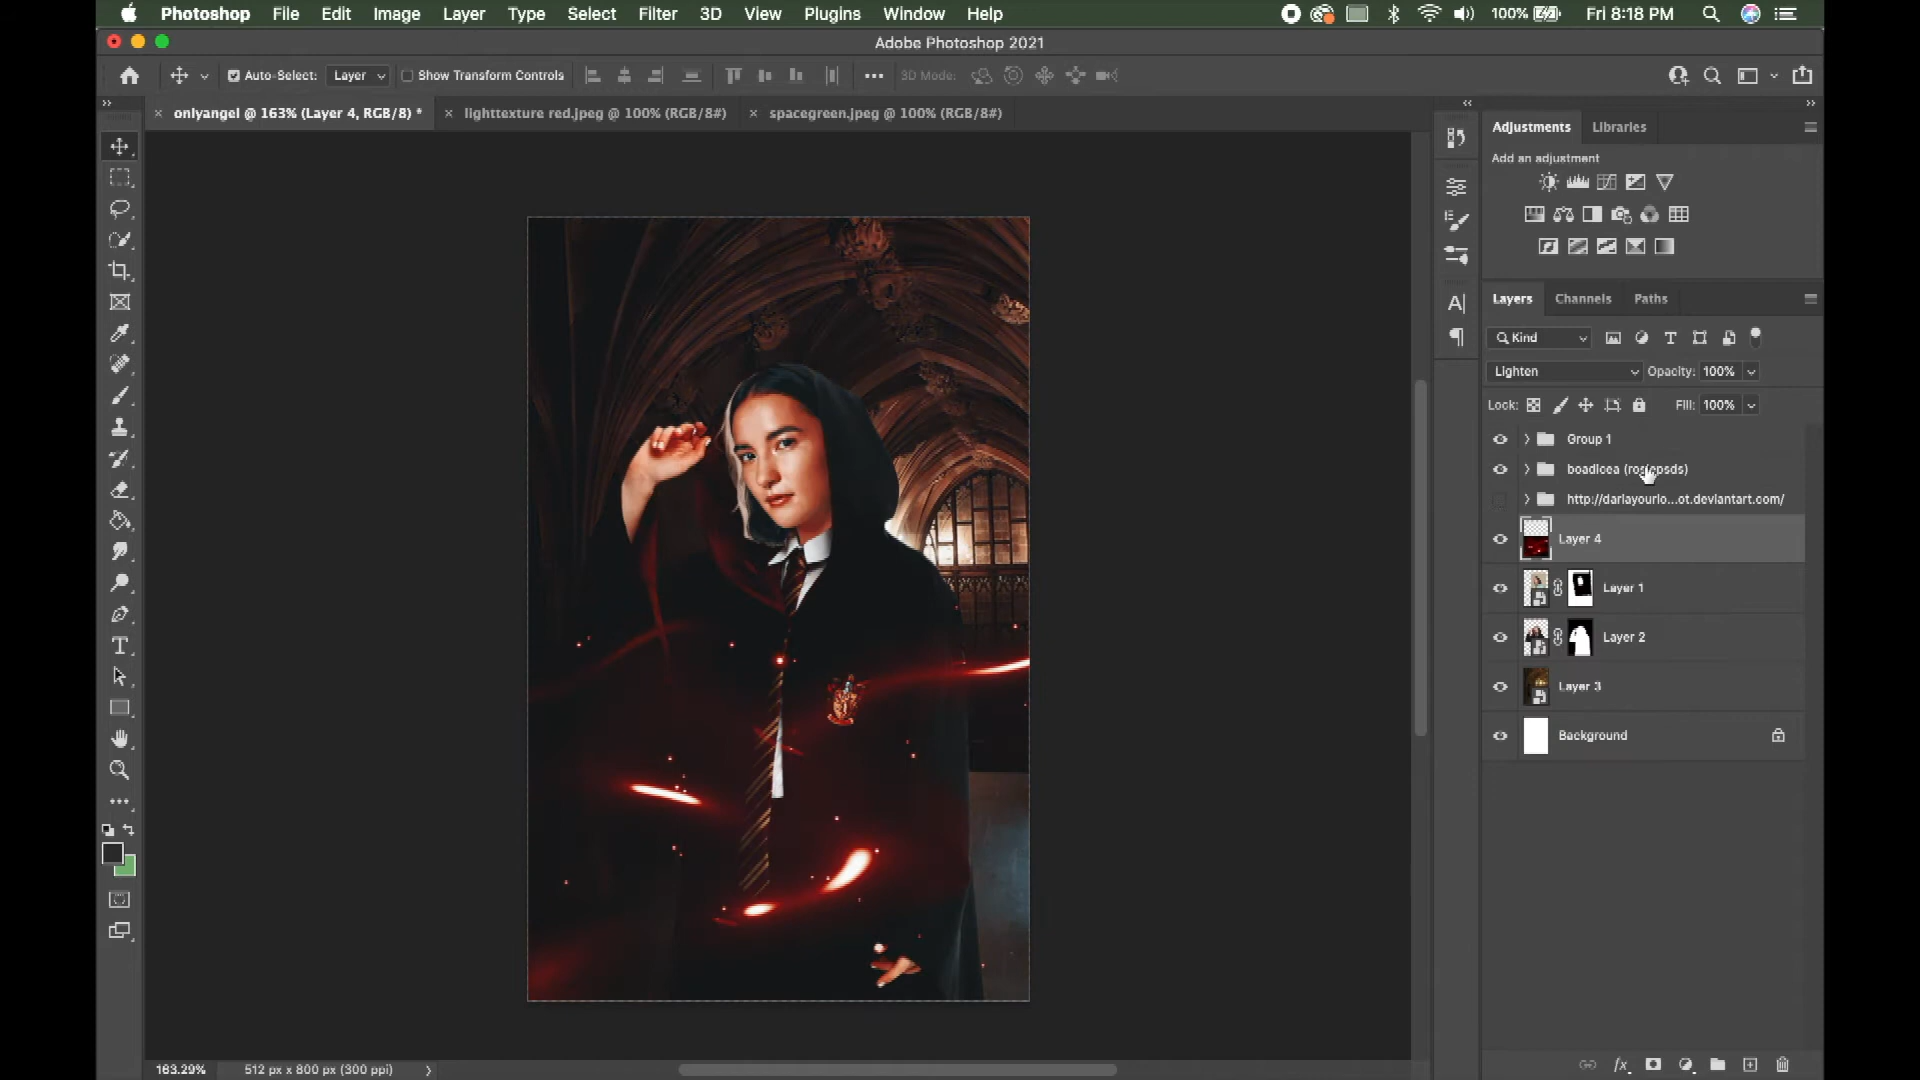 Photoshop File Edit Image Layer Type Select Filter 3D View Plugins Window Help 100% Fri 8:18 PM
Adobe Photoshop 2021
Auto-Select: Layer Show Transform Controls 3D Mode:
onlyangel @ 163% (Layer 4, RGB/8) * lighttexture red.jpeg @ 100% (RGB/8#) spacegreen.jpeg @ 100% (RGB/8#)
Adjustments Libraries
Add an adjustment
Layers Channels Paths
Kind
Lighten Opacity: 100%
Lock: Fill: 100%
Group 1
boadicea
http://darlayourlo...ot.deviantart.com/
Layer 4
Layer 1
Layer 2
Layer 3
Background
163.29% 512 px x 800 px (300 ppi)